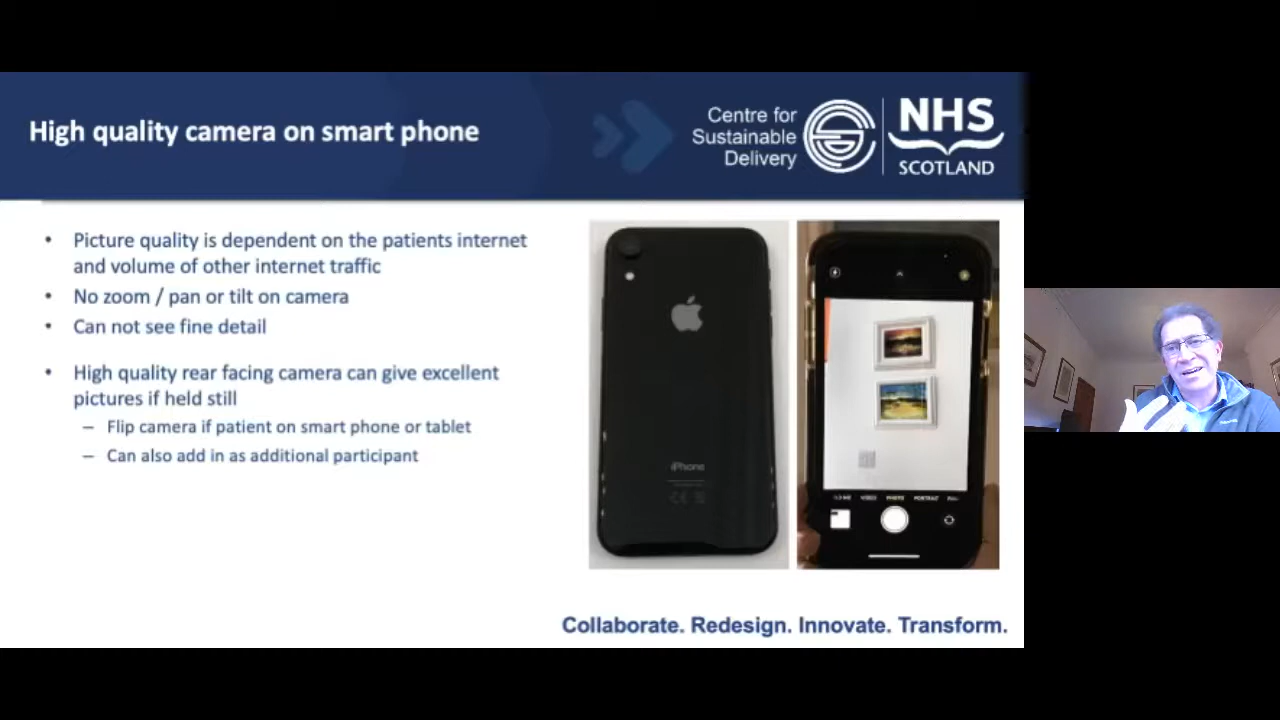 High quality camera on smart phone
Centre for
Sustainable
Delivery
NHS
SCOTLAND
• Picture quality is dependent on the patients internet
and volume of other internet traffic
• No zoom / pan or tilt on camera
• Can not see fine detail
• High quality rear facing camera can give excellent
pictures if held still
– Flip camera if patient on smart phone or tablet
– Can also add in as additional participant
iPhone
VIDEO PHOTO PORTRAIT
Collaborate. Redesign. Innovate. Transform.